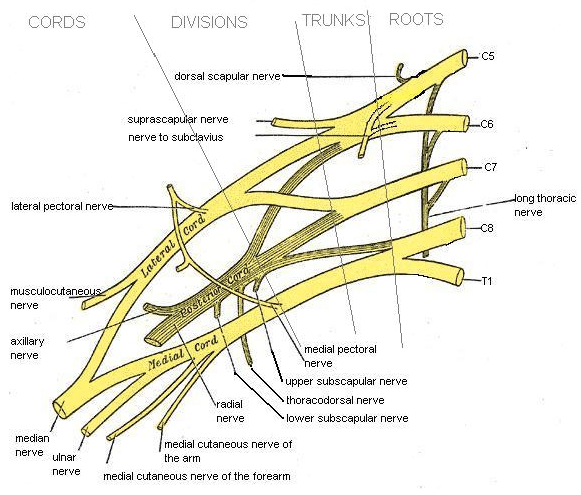 CORDS
DIVISIONS
TRUNKS
ROOTS
C5
dorsal scapular nerve
suprascapular nerve
C6
nerve to subclavius
C7
long thoracic
nerve
lateral pectoral nerve
C8
Lateral Cord
T1
musculocutaneous
nerve
Posterior Cord
axillary
nerve
Medial Cord
medial pectoral
nerve
upper subscapular nerve
thoracodorsal nerve
radial
nerve
lower subscapular nerve
median
nerve
ulnar
nerve
medial cutaneous nerve of
the arm
medial cutaneous nerve of the forearm